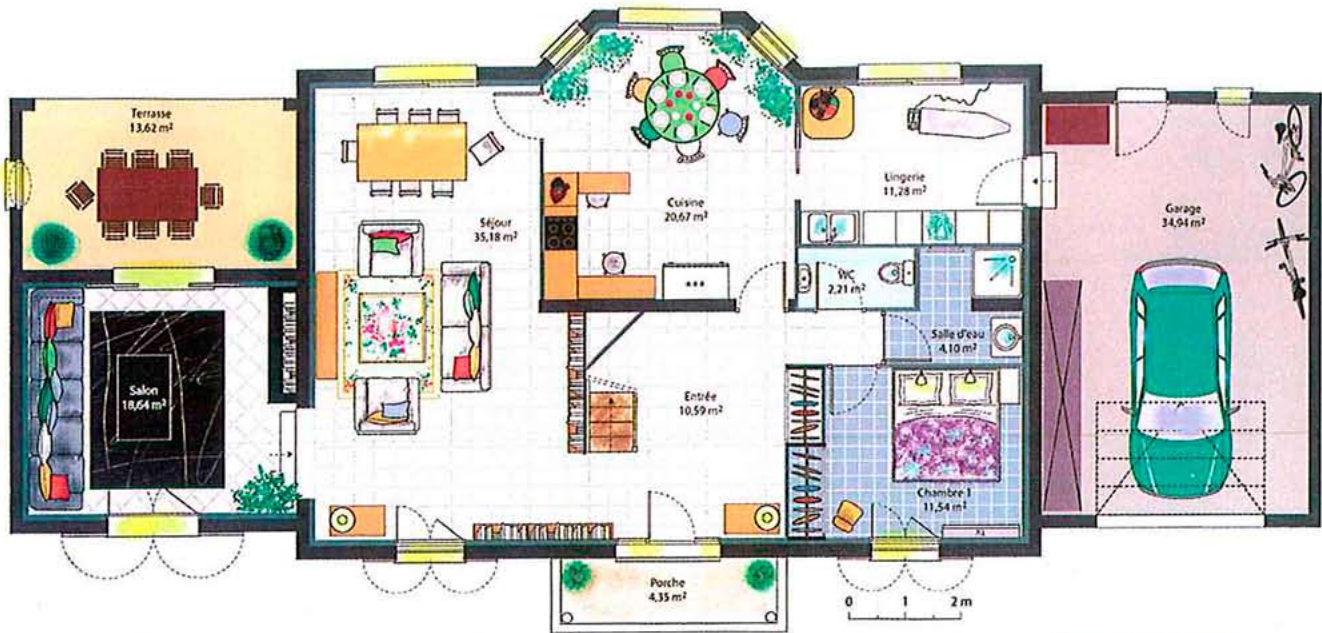 Terrasse
13,62 m²
Séjour
35,18 m²
Cuisine
20,67 m²
Lingerie
11,28 m²
Garage
34,94 m²
WC
2,21 m²
Salle d'eau
4,10 m²
Salon
18,64 m²
Entrée
10,59 m²
Chambre 1
11,54 m²
Porche
4,35 m²
0 1 2 m